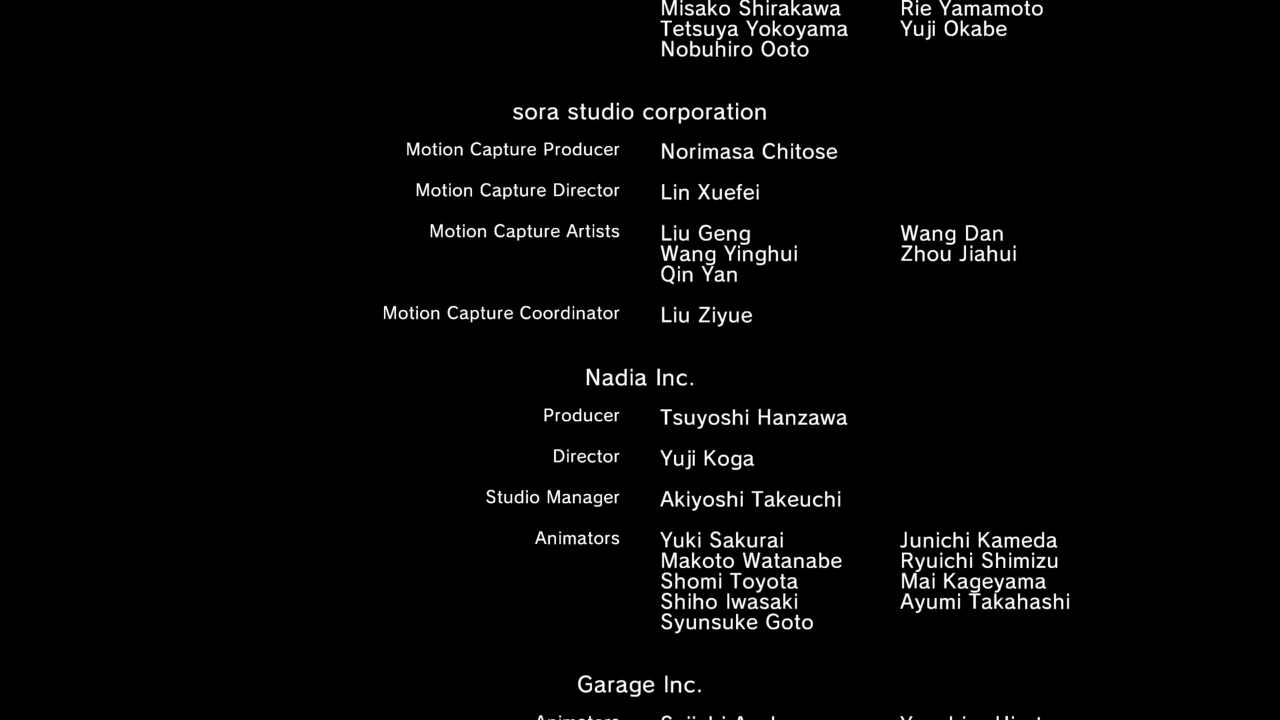 Misako Shirakawa Rie Yamamoto
Tetsuya Yokoyama Yuji Okabe
Nobuhiro Ooto
sora studio corporation
Motion Capture Producer Norimasa Chitose
Motion Capture Director Lin Xuefei
Motion Capture Artists Liu Geng Wang Dan
Wang Yinghui Zhou Jiahui
Qin Yan
Motion Capture Coordinator Liu Ziyue
Nadia Inc.
Producer Tsuyoshi Hanzawa
Director Yuji Koga
Studio Manager Akiyoshi Takeuchi
Animators Yuki Sakurai Junichi Kameda
Makoto Watanabe Ryuichi Shimizu
Shomi Toyota Mai Kageyama
Shiho Iwasaki Ayumi Takahashi
Syunsuke Goto
Garage Inc.
Animators